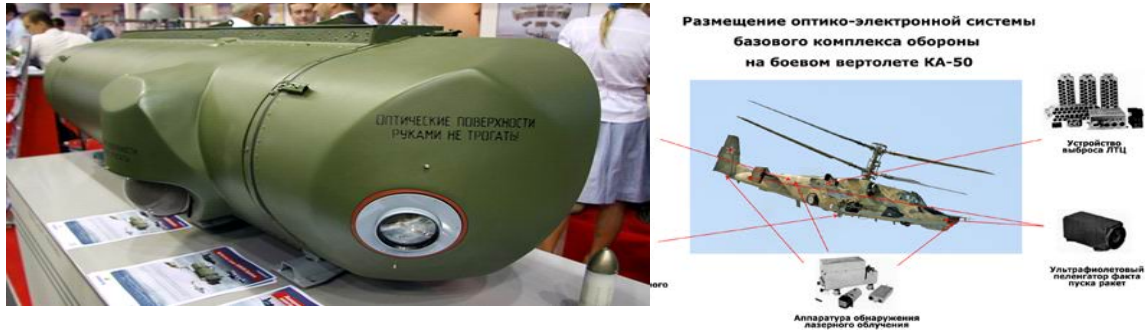 ОПТИЧЕСКИЕ ПОВЕРХНОСТИ
РУКАМИ НЕ ТРОГАТЬ!
Размещение оптико-электронной системы
базового комплекса обороны
на боевом вертолете КА-50
Устройство
выброса ЛТЦ
Ультрафиолетовый
пеленгатор факта
пуска ракет
Аппаратура обнаружения
лазерного облучения